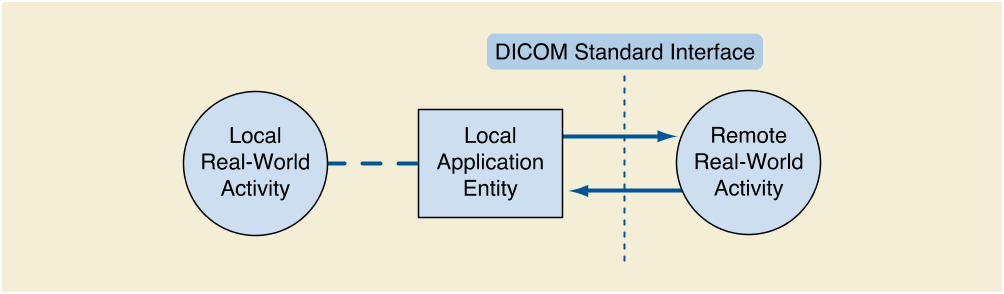 DICOM Standard Interface
Local
Real-World
Activity
Local
Application
Entity
Remote
Real-World
Activity